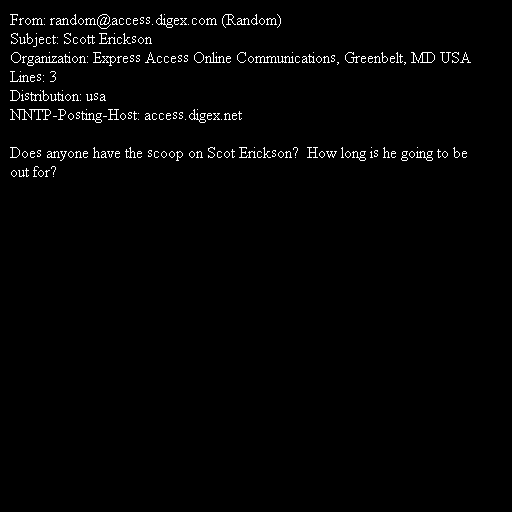 From: random@access.digex.com (Random)
Subject: Scott Erickson
Organization: Express Access Online Communications, Greenbelt, MD USA
Lines: 3
Distribution: usa
NNTP-Posting-Host: access.digex.net

Does anyone have the scoop on Scot Erickson?  How long is he going to be
out for?